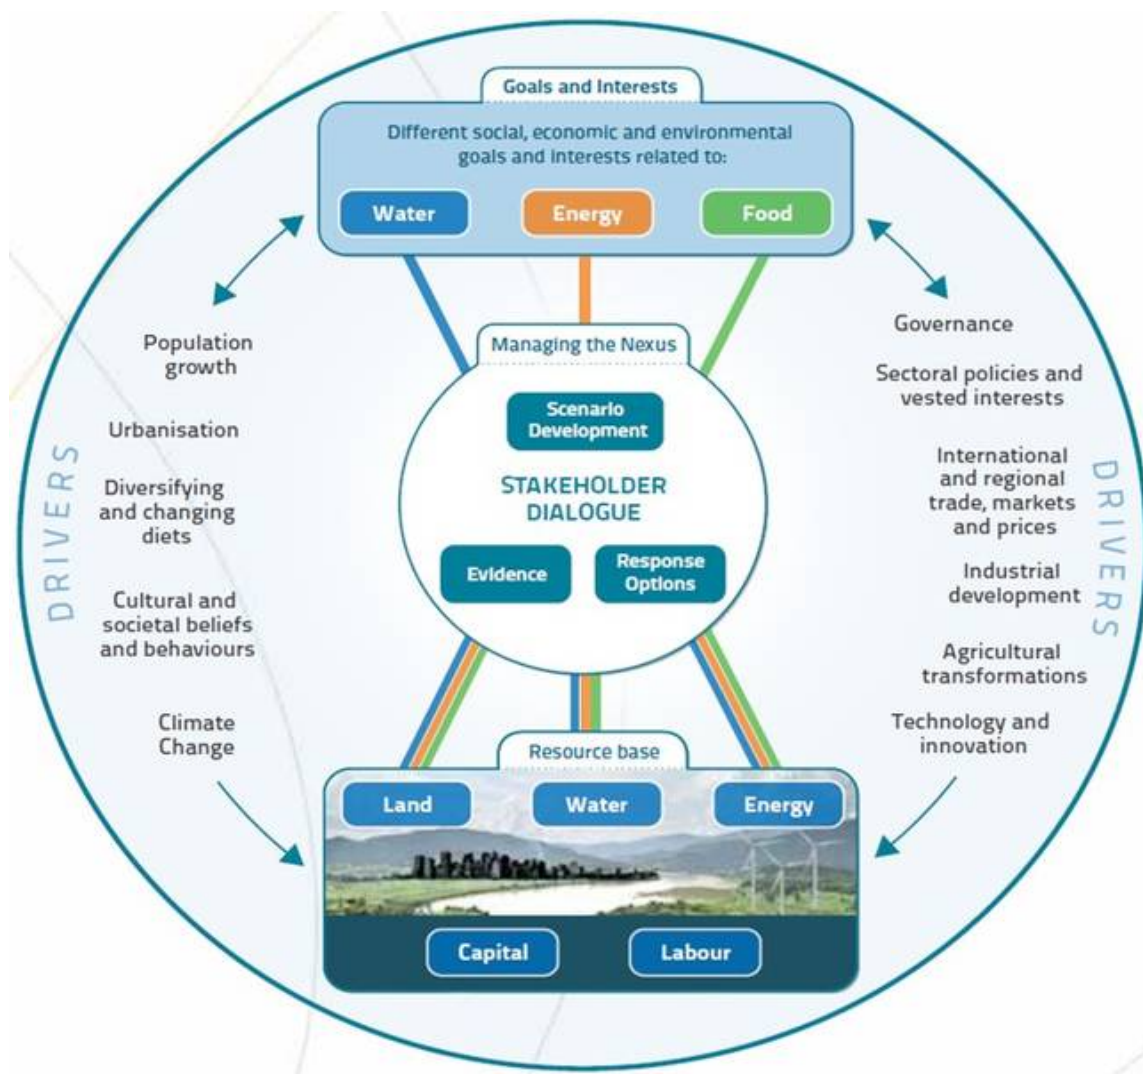 Goals and Interests
Different social, economic and environmental
goals and interests related to:
Water
Energy
Food
Managing the Nexus
Scenario
Development
STAKEHOLDER
DIALOGUE
Evidence
Response
Options
DRIVERS
Population
growth
Urbanisation
Diversifying
and changing
diets
Cultural and
societal beliefs
and behaviours
Climate
Change
Governance
Sectoral policies and
vested interests
International
and regional
trade, markets
and prices
Industrial
development
Agricultural
transformations
Technology and
innovation
DRIVERS
Resource base
Land
Water
Energy
Capital
Labour